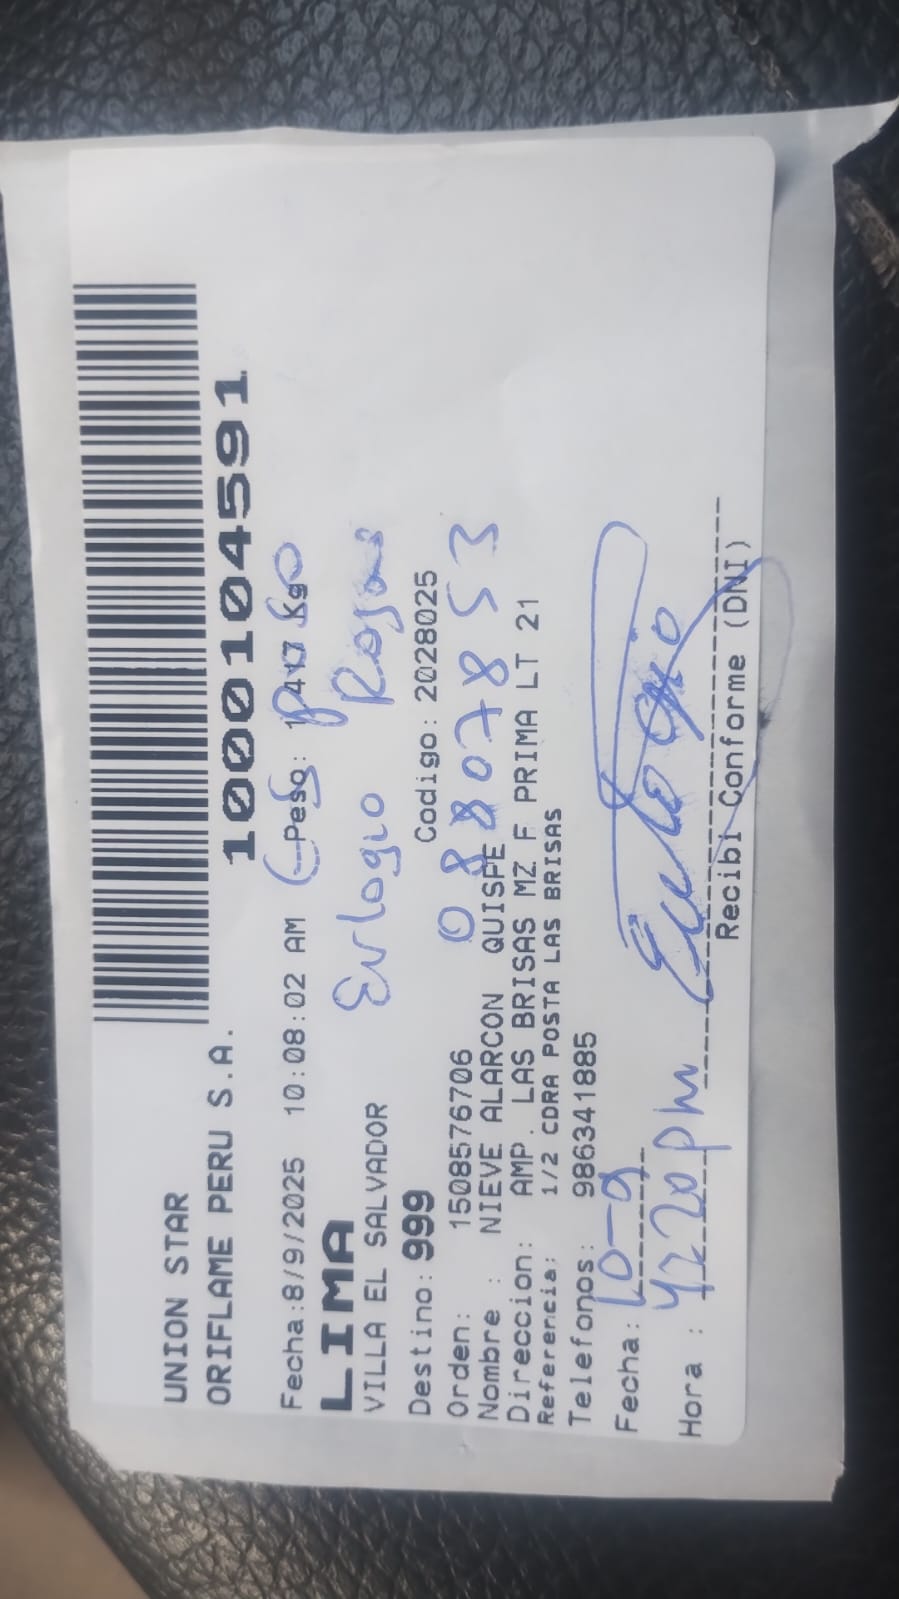 UNION STAR
ORIFLAME PERU S.A.
1000104591
Fecha:8/9/2025 10:08:02 AM Peso: Kg
LIMA
Eulogio Rojas
VILLA EL SALVADOR
Destino: 999 Codigo: 2028025
08807853
Orden: 1508576706
Nombre : NIEVE ALARCON QUISPE
Direccion: AMP. LAS BRISAS MZ F PRIMA LT 21
Referencia: 1/2 CDRA POSTA LAS BRISAS
Telefonos: 986341885
Fecha: 10-9
Hora : 4:20 pm
Recibi Conforme (DNI)